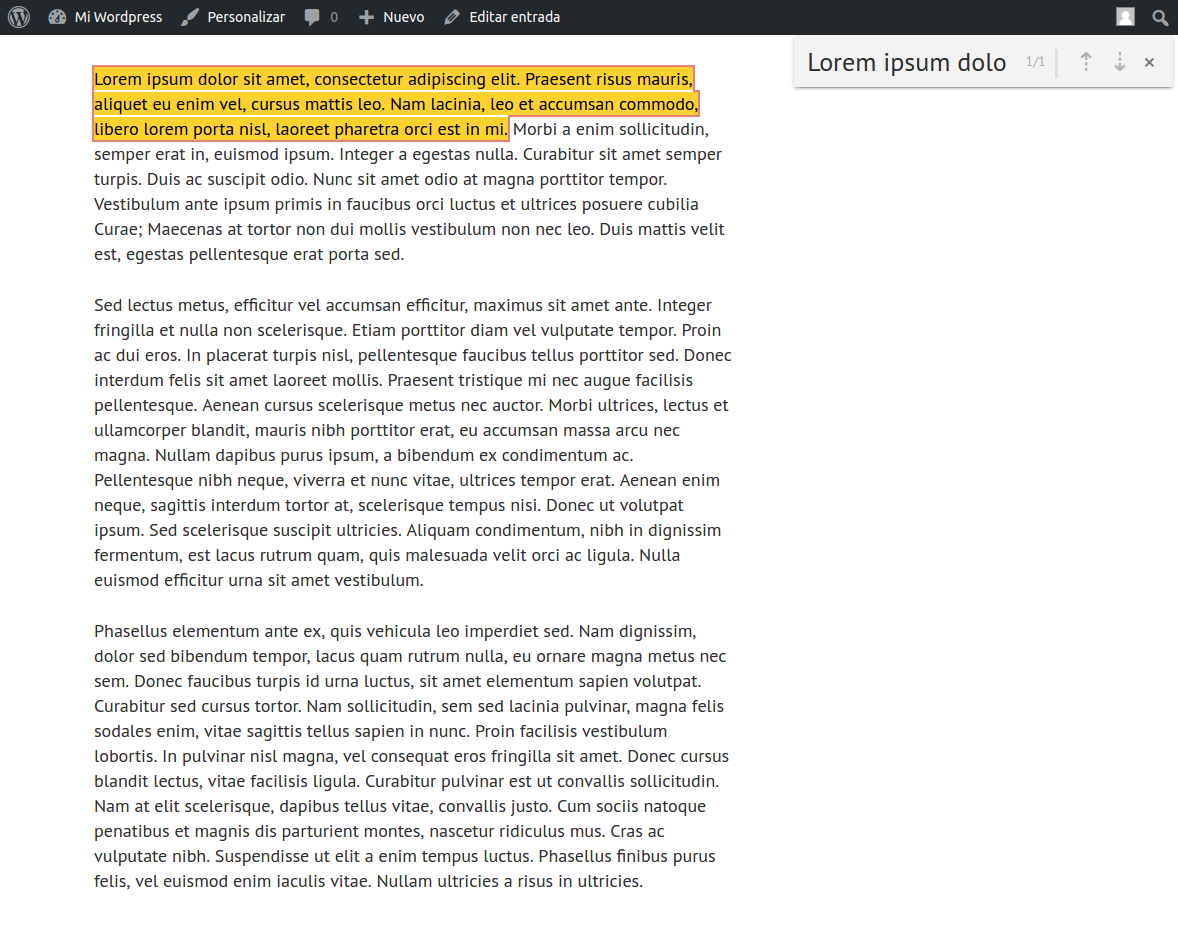 Mi Wordpress Personalizar 0 Nuevo Editar entrada
Lorem ipsum dolo 1/1
Lorem ipsum dolor sit amet, consectetur adipiscing elit. Praesent risus mauris,
aliquet eu enim vel, cursus mattis leo. Nam lacinia, leo et accumsan commodo,
libero lorem porta nisl, laoreet pharetra orci est in mi. Morbi a enim sollicitudin,
semper erat in, euismod ipsum. Integer a egestas nulla. Curabitur sit amet semper
turpis. Duis ac suscipit odio. Nunc sit amet odio at magna porttitor tempor.
Vestibulum ante ipsum primis in faucibus orci luctus et ultrices posuere cubilia
Curae; Maecenas at tortor non dui mollis vestibulum non nec leo. Duis mattis velit
est, egestas pellentesque erat porta sed.
Sed lectus metus, efficitur vel accumsan efficitur, maximus sit amet ante. Integer
fringilla et nulla non scelerisque. Etiam porttitor diam vel vulputate tempor. Proin
ac dui eros. In placerat turpis nisl, pellentesque faucibus tellus porttitor sed. Donec
interdum felis sit amet laoreet mollis. Praesent tristique mi nec augue facilisis
pellentesque. Aenean cursus scelerisque metus nec auctor. Morbi ultrices, lectus et
ullamcorper blandit, mauris nibh porttitor erat, eu accumsan massa arcu nec
magna. Nullam dapibus purus ipsum, a bibendum ex condimentum ac.
Pellentesque nibh neque, viverra et nunc vitae, ultrices tempor erat. Aenean enim
neque, sagittis interdum tortor at, scelerisque tempus nisi. Donec ut volutpat
ipsum. Sed scelerisque suscipit ultricies. Aliquam condimentum, nibh in dignissim
fermentum, est lacus rutrum quam, quis malesuada velit orci ac ligula. Nulla
euismod efficitur urna sit amet vestibulum.
Phasellus elementum ante ex, quis vehicula leo imperdiet sed. Nam dignissim,
dolor sed bibendum tempor, lacus quam rutrum nulla, eu ornare magna metus nec
sem. Donec faucibus turpis id urna luctus, sit amet elementum sapien volutpat.
Curabitur sed cursus tortor. Nam sollicitudin, sem sed lacinia pulvinar, magna felis
sodales enim, vitae sagittis tellus sapien in nunc. Proin facilisis vestibulum
lobortis. In pulvinar nisl magna, vel consequat eros fringilla sit amet. Donec cursus
blandit lectus, vitae facilisis ligula. Curabitur pulvinar est ut convallis sollicitudin.
Nam at elit scelerisque, dapibus tellus vitae, convallis justo. Cum sociis natoque
penatibus et magnis dis parturient montes, nascetur ridiculus mus. Cras ac
vulputate nibh. Suspendisse ut elit a enim tempus luctus. Phasellus finibus purus
felis, vel euismod enim iaculis vitae. Nullam ultricies a risus in ultricies.